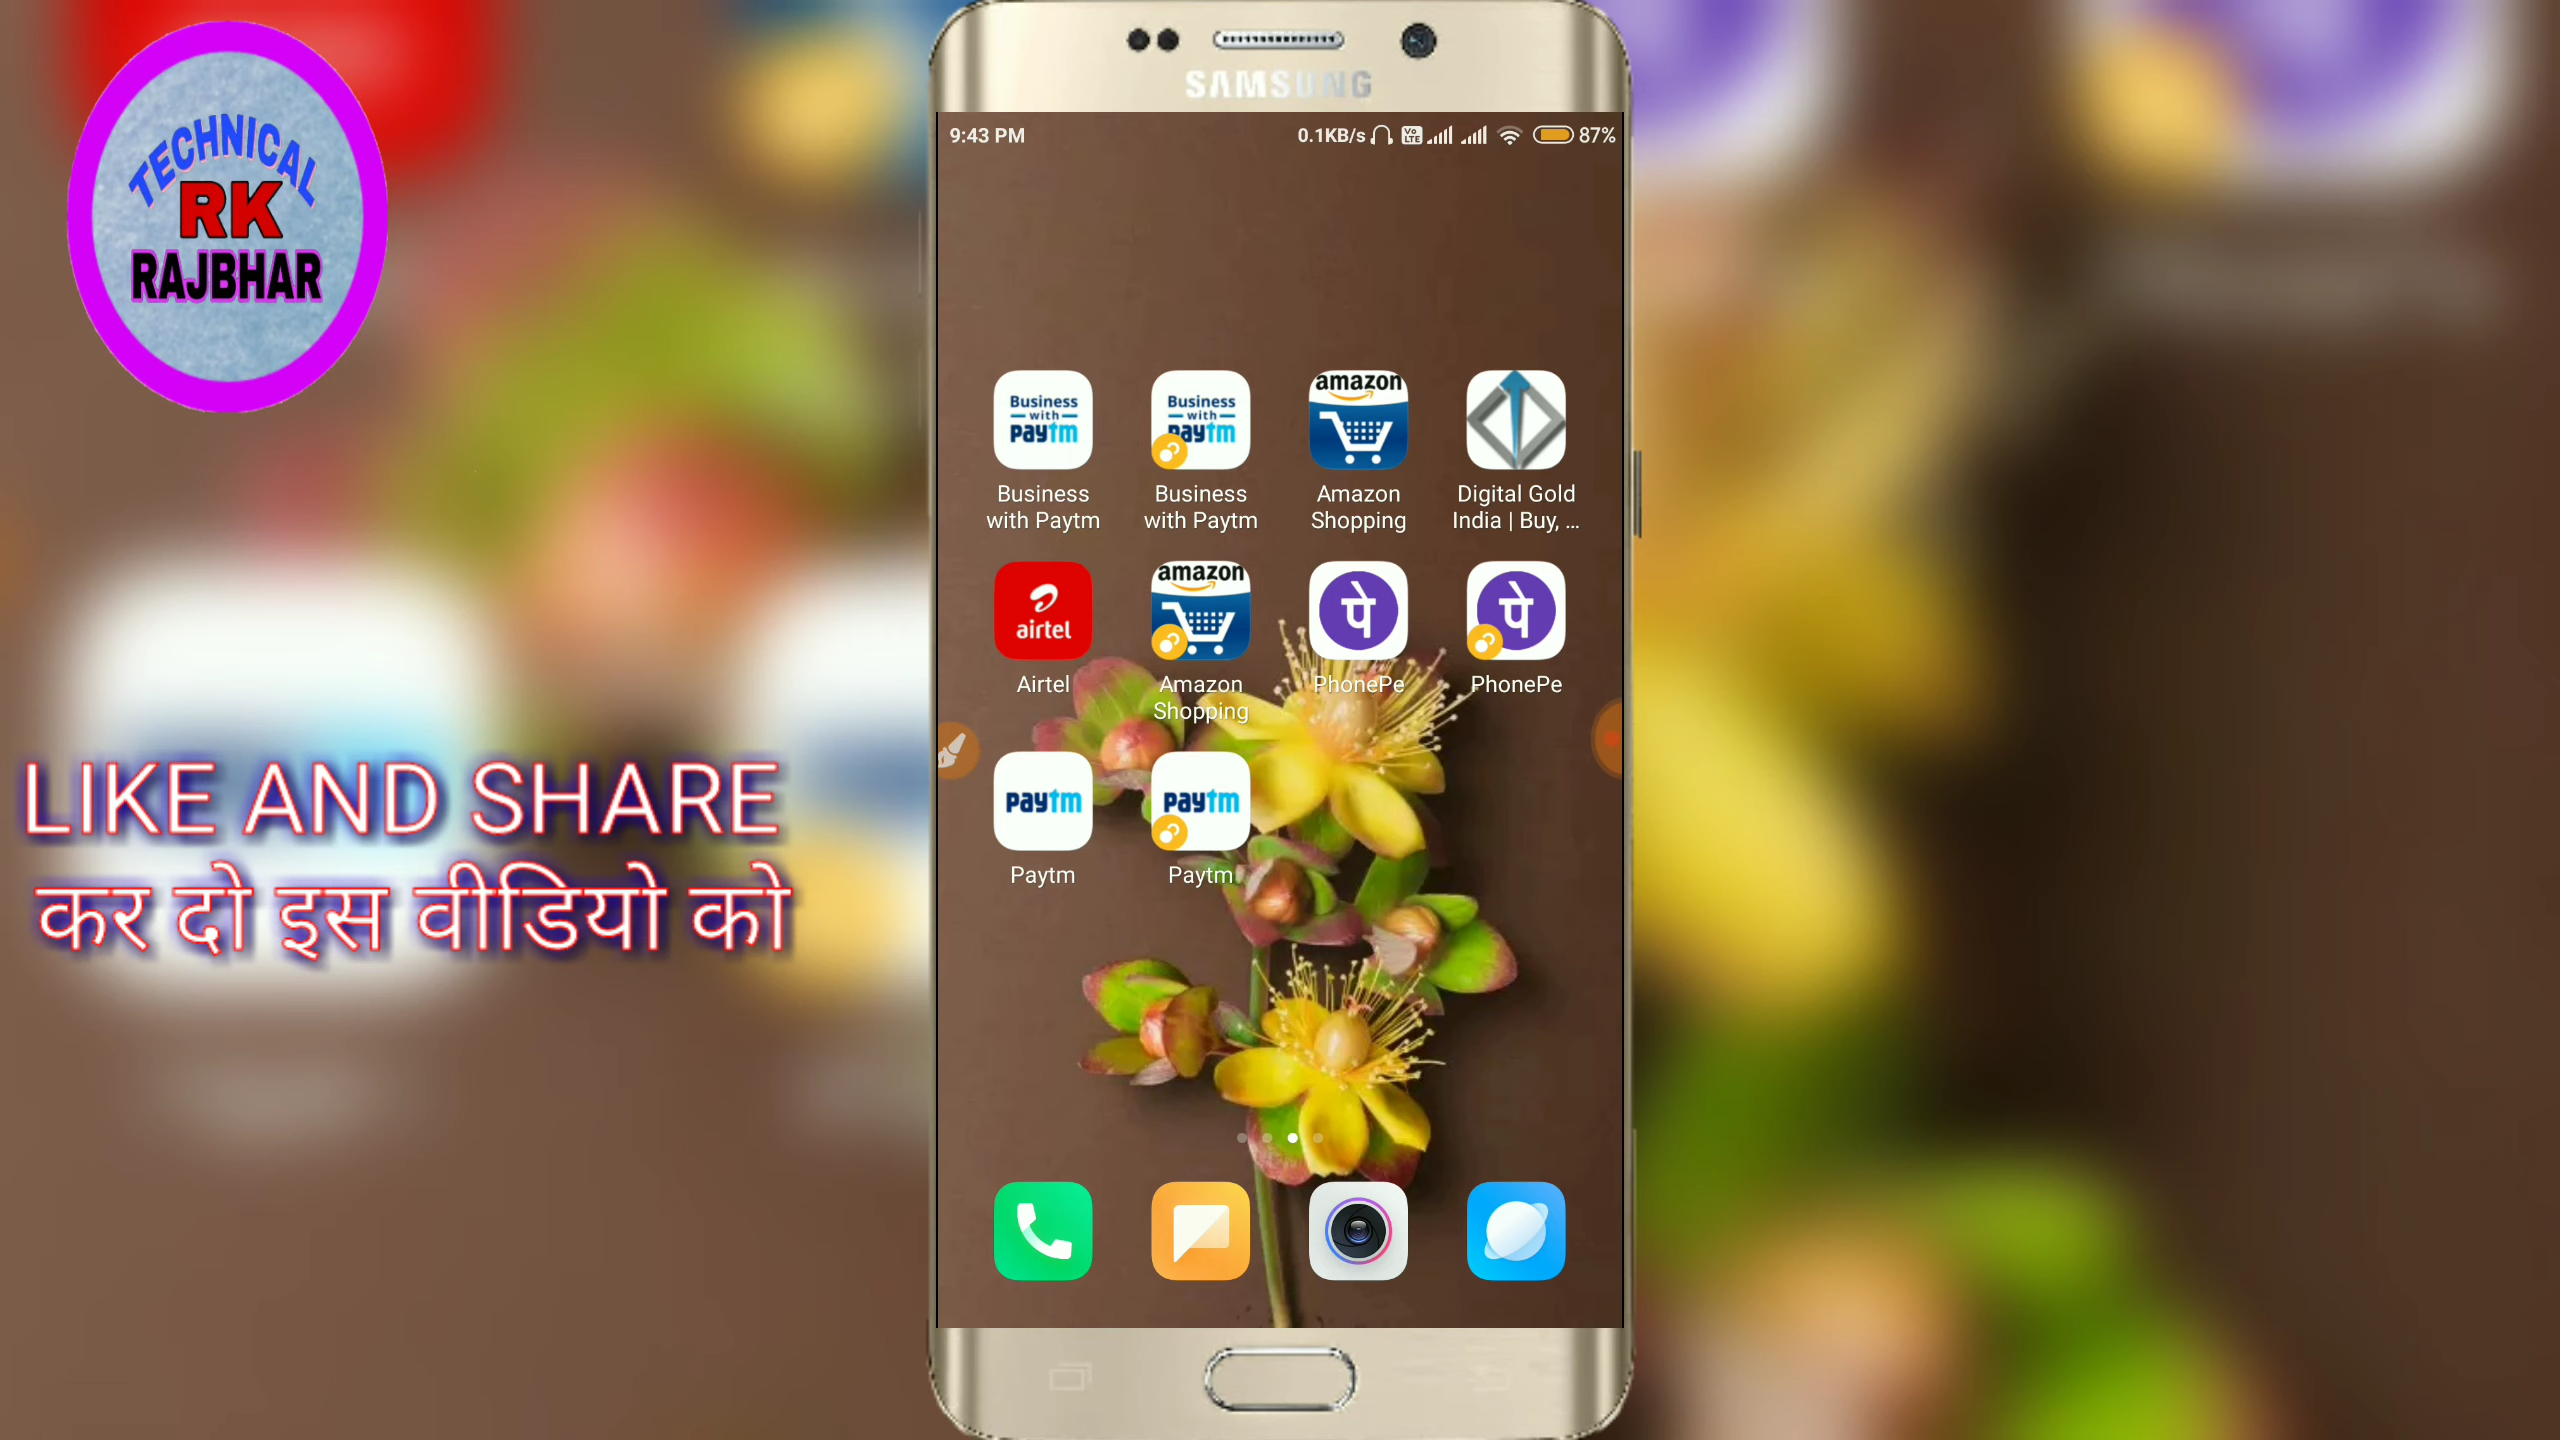 TECHNICAL
RK
RAJBHAR
LIKE AND SHARE
कर दो इस वीडियो को
SAMSUNG
9:43 PM 0.1KB/s Vo LTE 87%
Business with paytm
Business with paytm
amazon
Business with Paytm
Business with Paytm
Amazon Shopping
Digital Gold India | Buy, ...
airtel
amazon
पे
पे
Airtel
Amazon Shopping
PhonePe
PhonePe
paytm
paytm
Paytm
Paytm